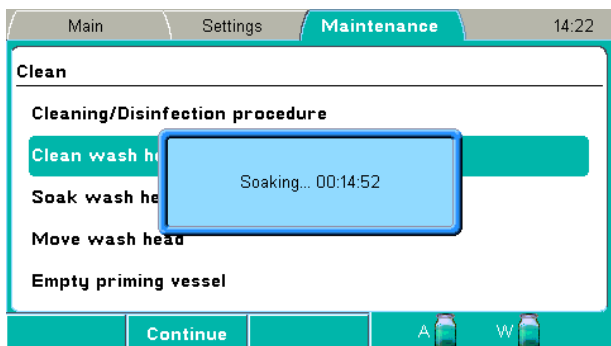 Main Settings Maintenance 14:22
Clean
Cleaning/Disinfection procedure
Clean wash
Soaking... 00:14:52
Soak wash
Move wash head
Empty priming vessel
Continue A W